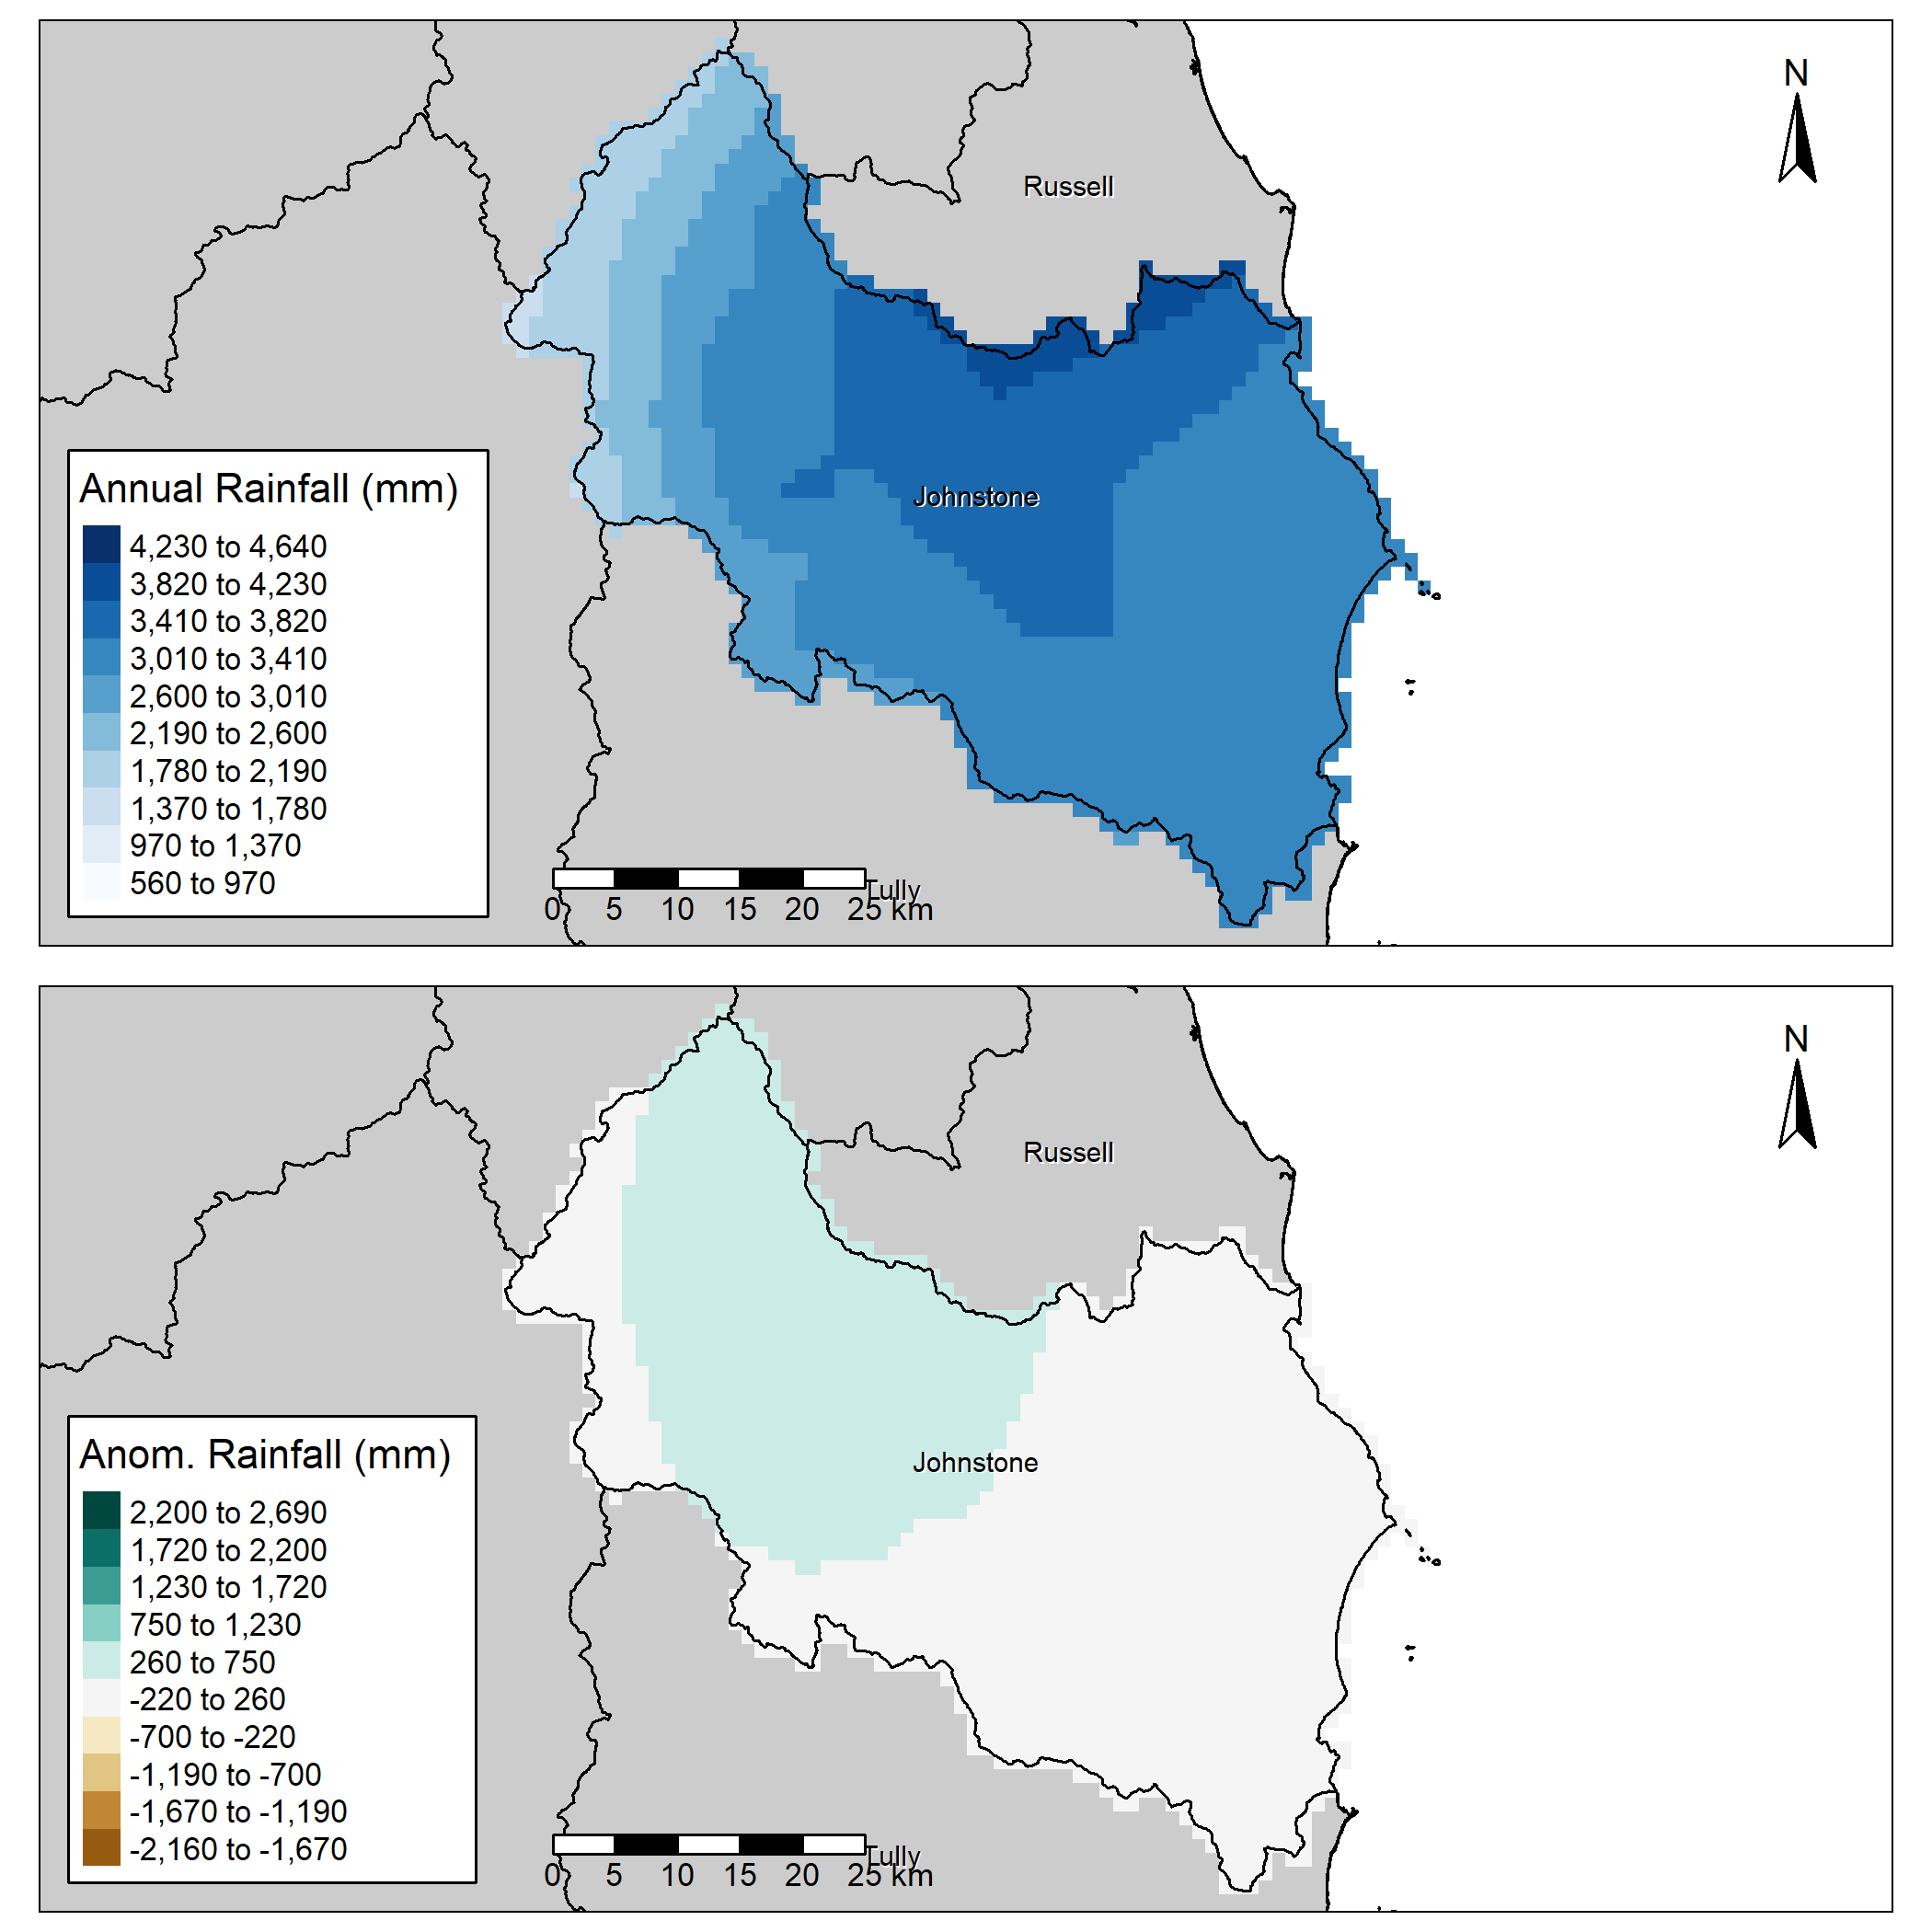 N
Russell
Annual Rainfall (mm)
4,230 to 4,640
3,820 to 4,230
3,410 to 3,820
3,010 to 3,410
2,600 to 3,010
2,190 to 2,600
1,780 to 2,190
1,370 to 1,780
970 to 1,370
560 to 970
Johnstone
Tully
0 5 10 15 20 25 km
N
Russell
Anom. Rainfall (mm)
2,200 to 2,690
1,720 to 2,200
1,230 to 1,720
750 to 1,230
260 to 750
-220 to 260
-700 to -220
-1,190 to -700
-1,670 to -1,190
-2,160 to -1,670
Johnstone
Tully
0 5 10 15 20 25 km